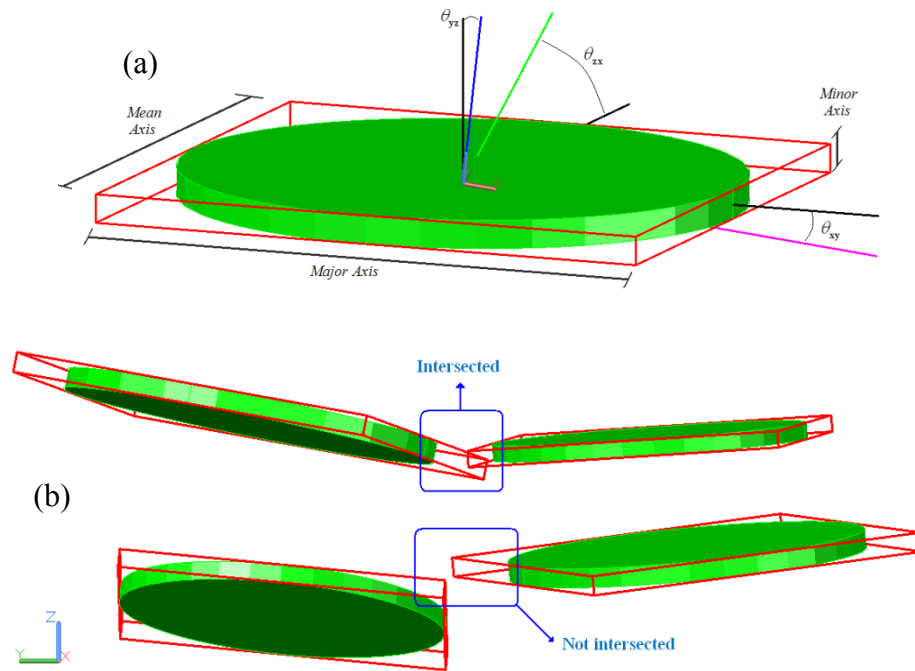 (a)
θyz
θzx
Mean
Axis
Minor
Axis
θxy
Major Axis
Intersected
(b)
Not intersected
Z
Y
X